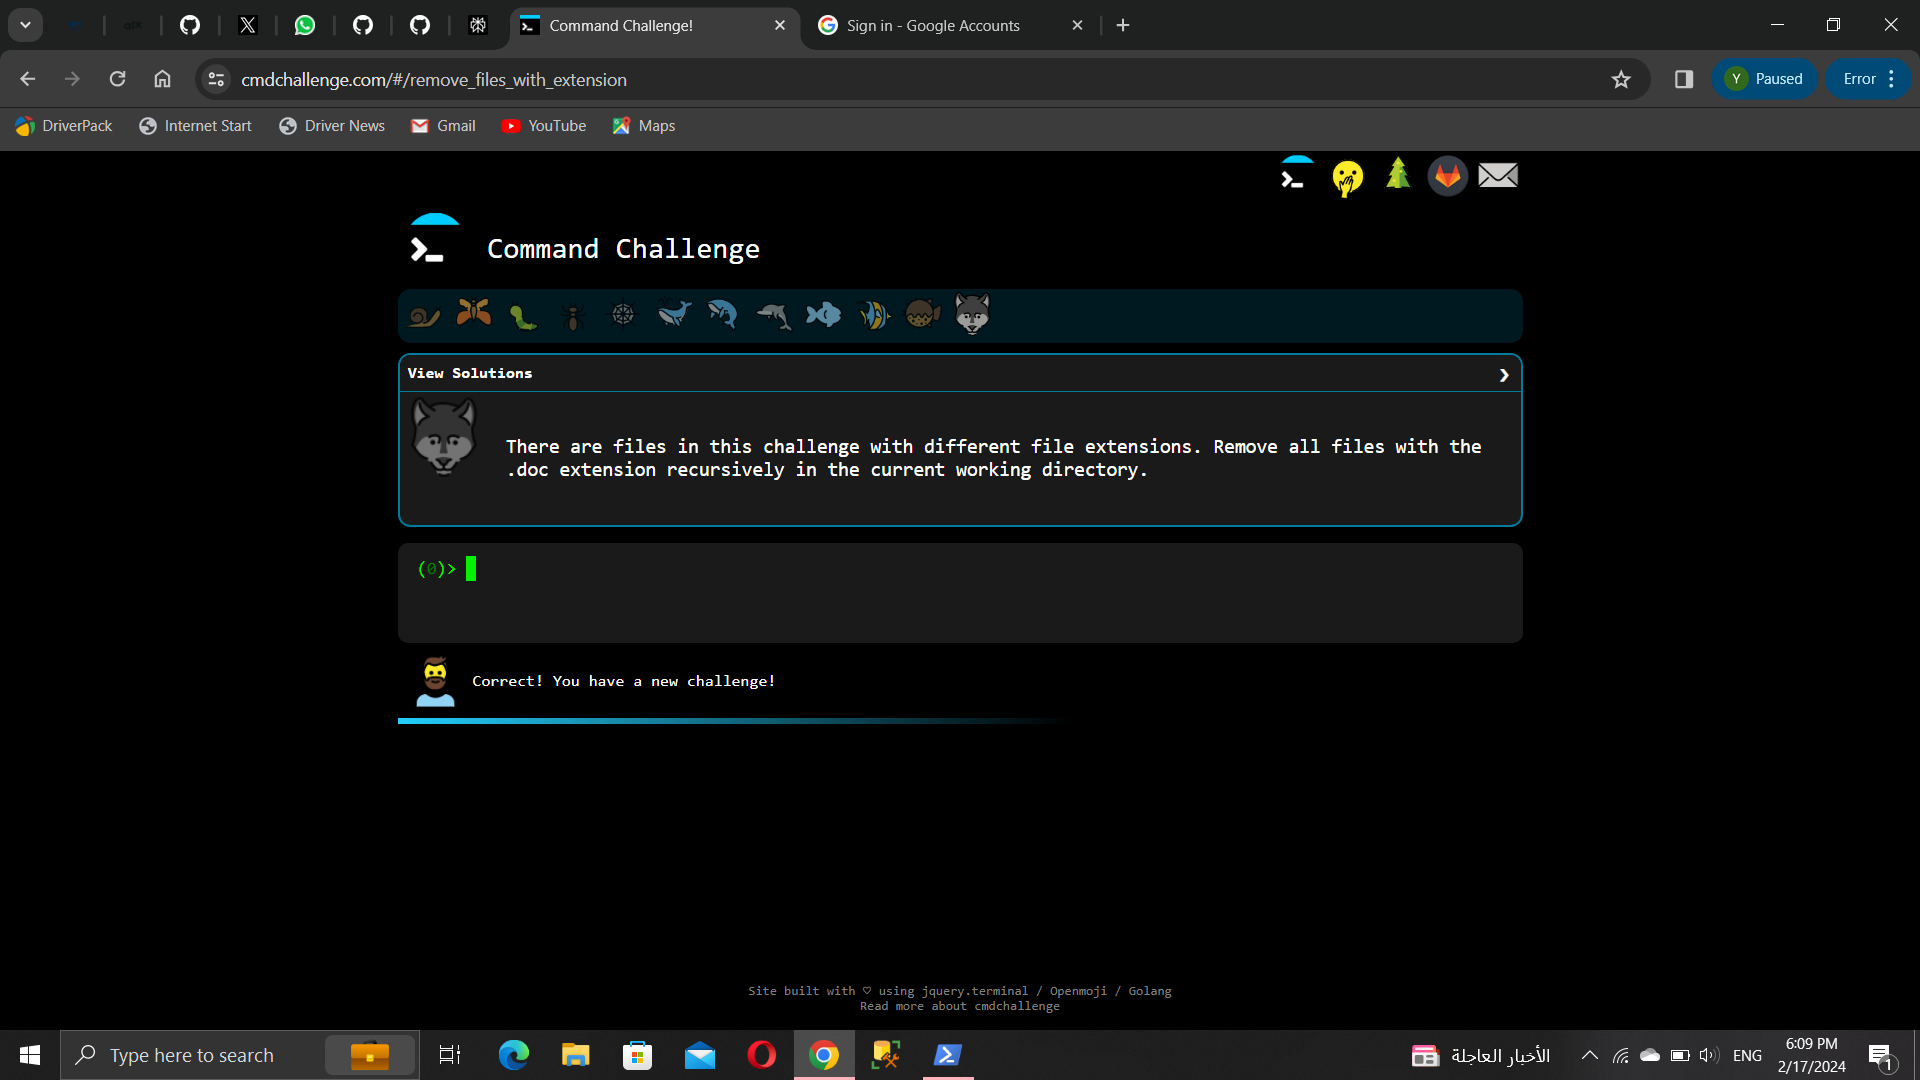 Command Challenge!
Sign in - Google Accounts
cmdchallenge.com/#/remove_files_with_extension
Y Paused
Error
DriverPack
Internet Start
Driver News
Gmail
YouTube
Maps
Command Challenge
View Solutions
There are files in this challenge with different file extensions. Remove all files with the
.doc extension recursively in the current working directory.
(0)>
Correct! You have a new challenge!
Site built with ♡ using jquery.terminal / Openmoji / Golang
Read more about cmdchallenge
Type here to search
الأخبار العاجلة
ENG
6:09 PM
2/17/2024
1